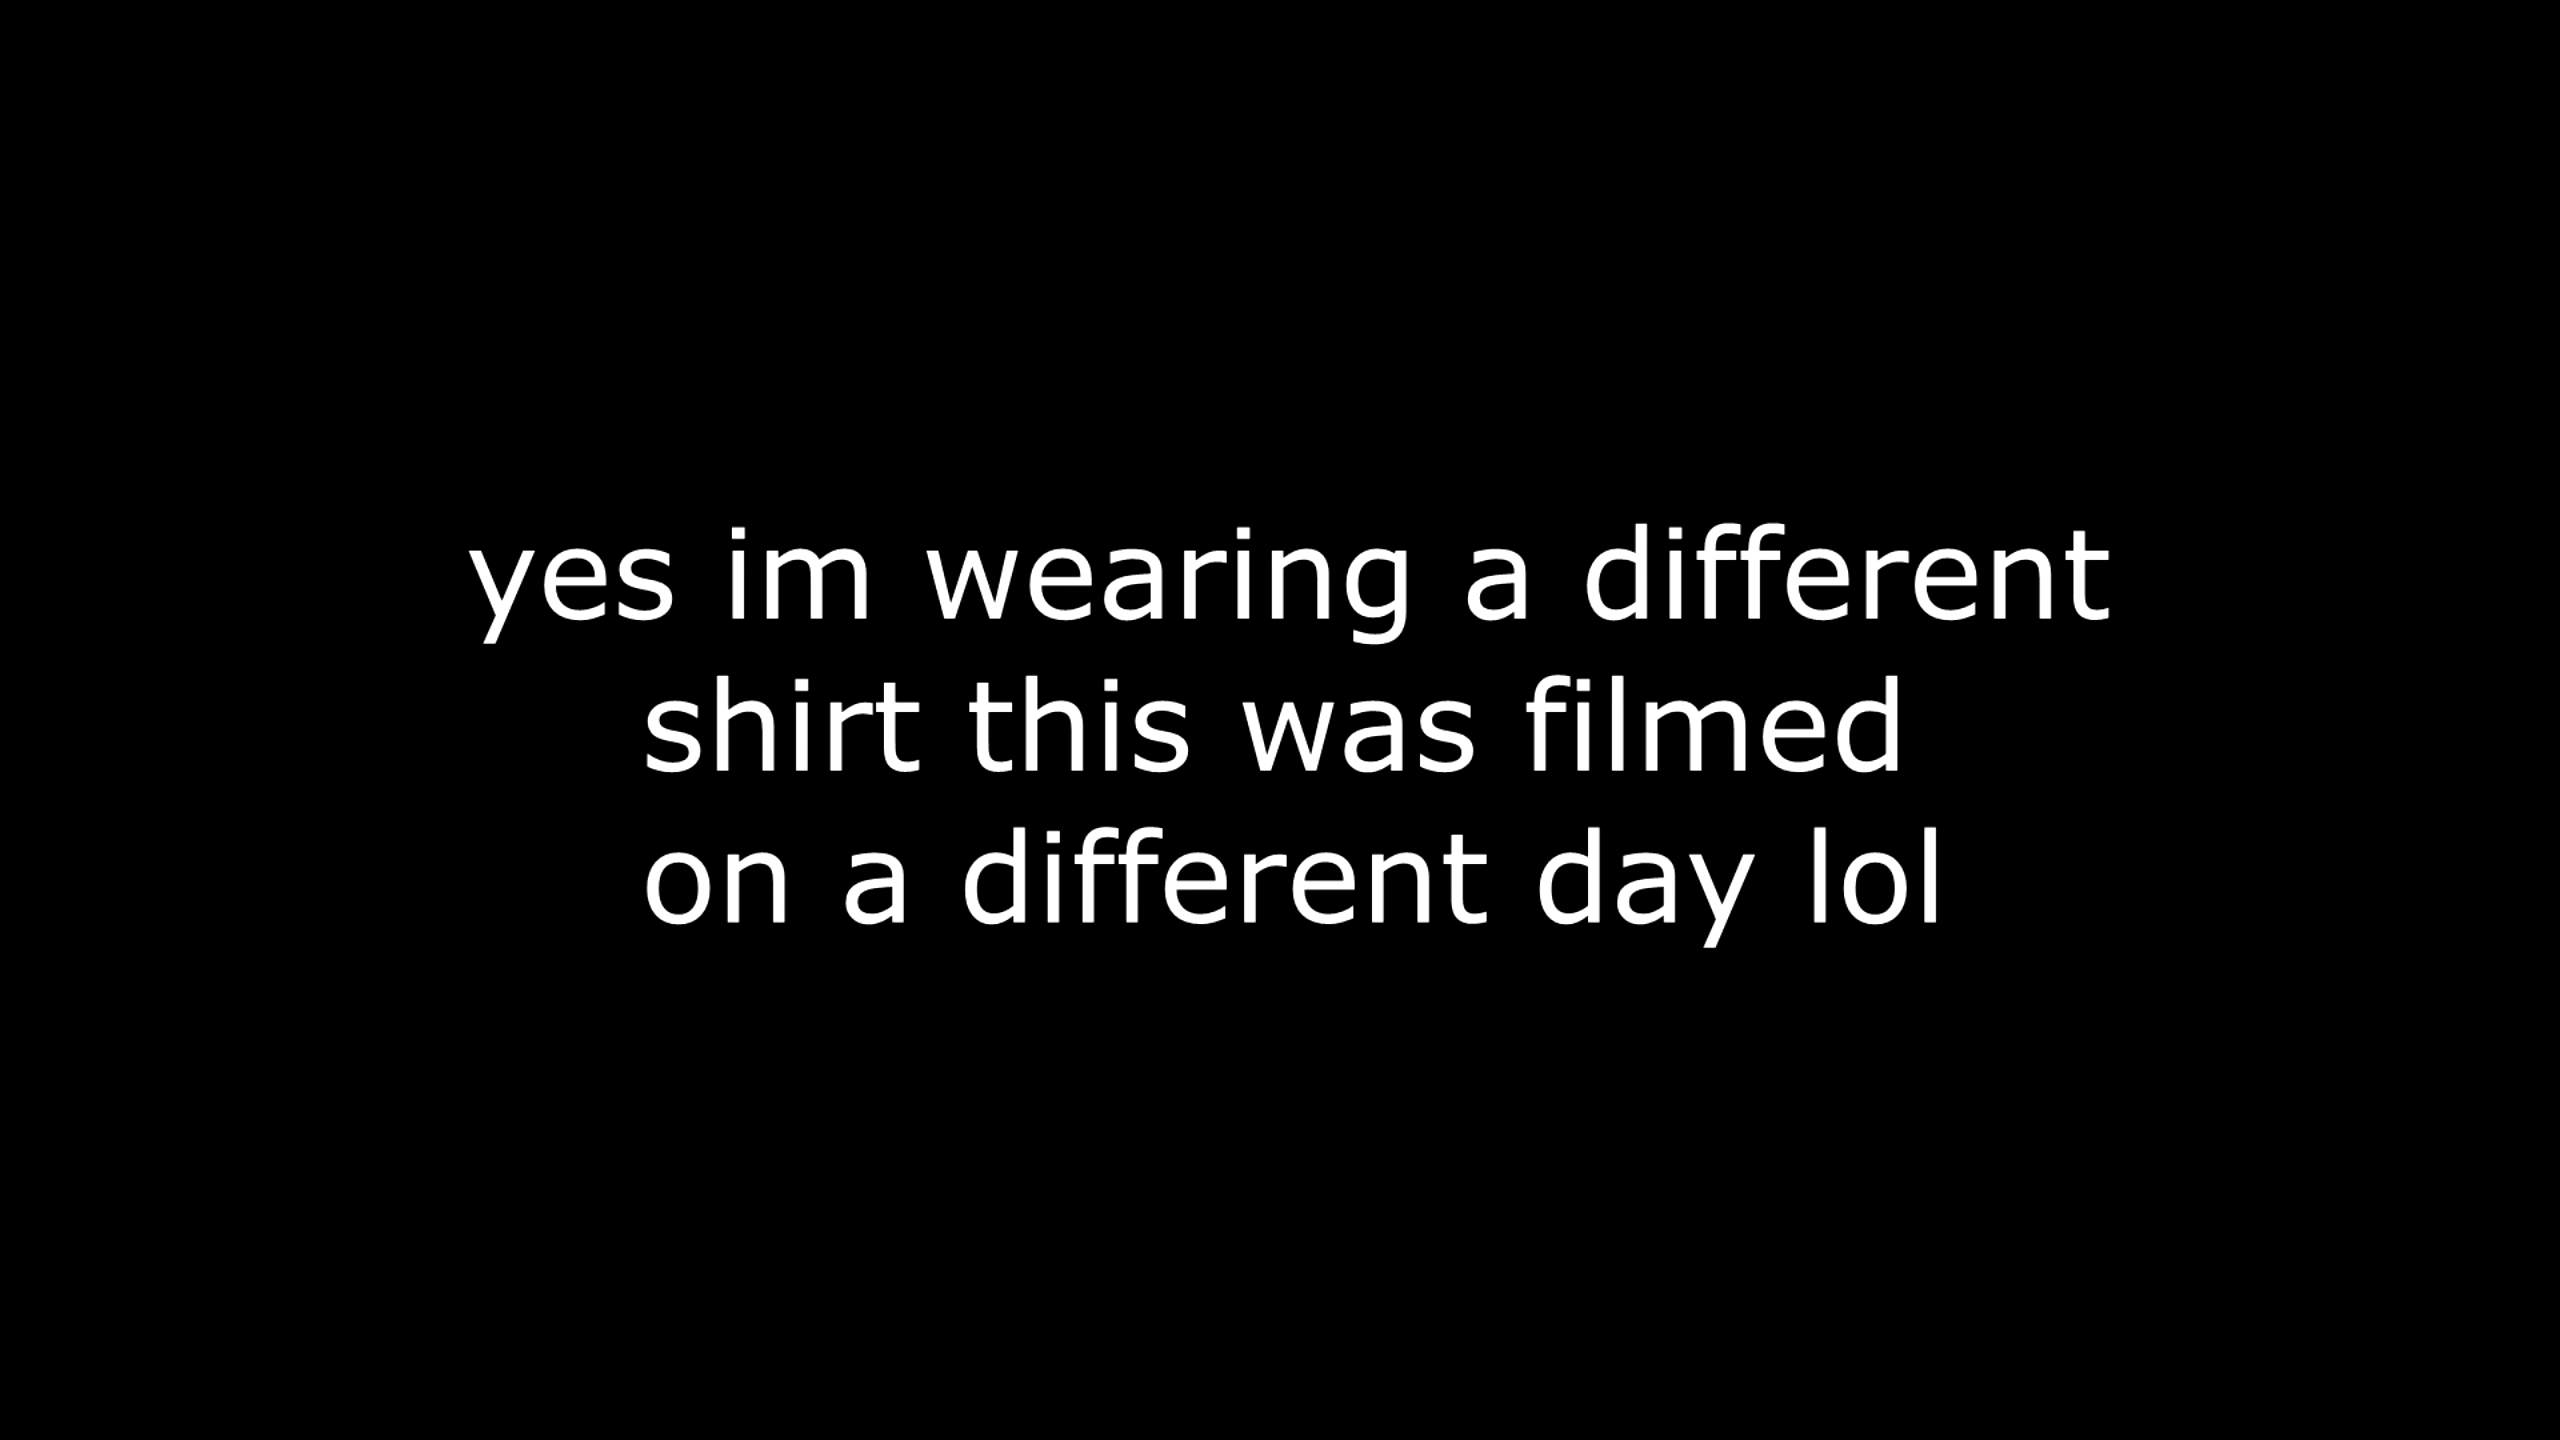 yes im wearing a different
shirt this was filmed
on a different day lol